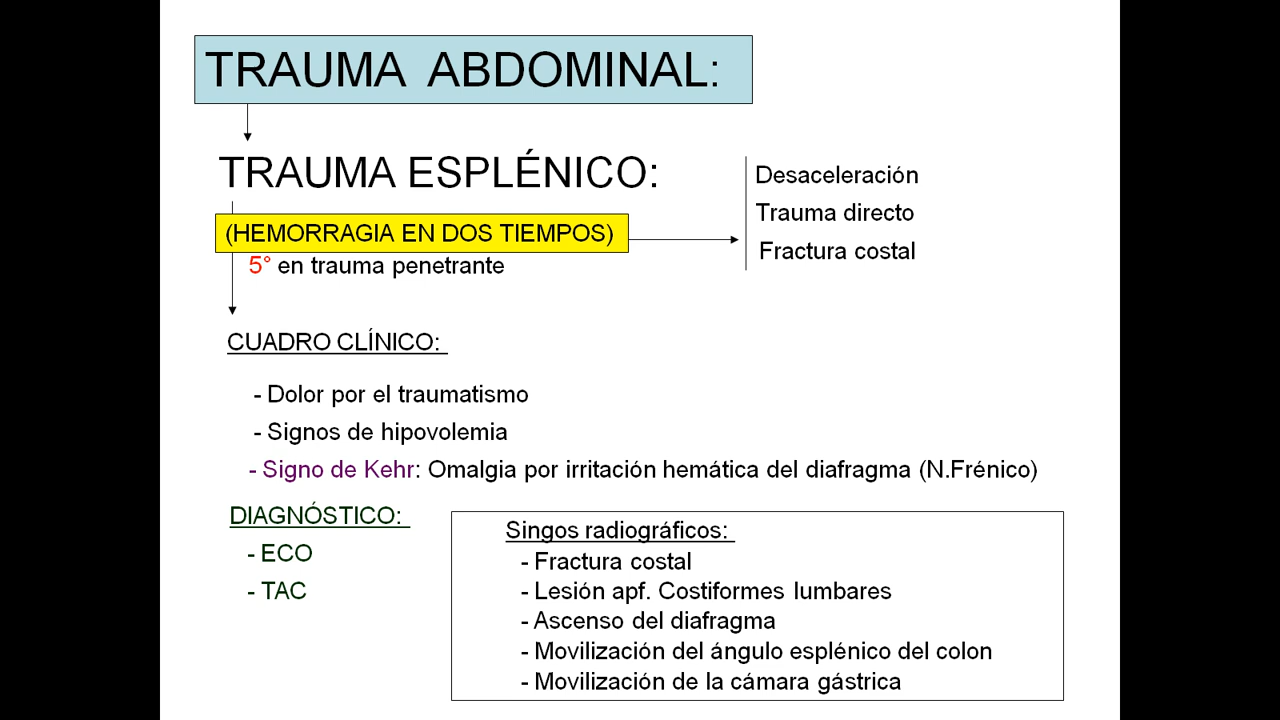 TRAUMA ABDOMINAL:
TRAUMA ESPLÉNICO:
(HEMORRAGIA EN DOS TIEMPOS)
5° en trauma penetrante
Desaceleración
Trauma directo
Fractura costal
CUADRO CLÍNICO:
- Dolor por el traumatismo
- Signos de hipovolemia
- Signo de Kehr: Omalgia por irritación hemática del diafragma (N.Frénico)
DIAGNÓSTICO:
- ECO
- TAC
Singos radiográficos:
- Fractura costal
- Lesión apf. Costiformes lumbares
- Ascenso del diafragma
- Movilización del ángulo esplénico del colon
- Movilización de la cámara gástrica